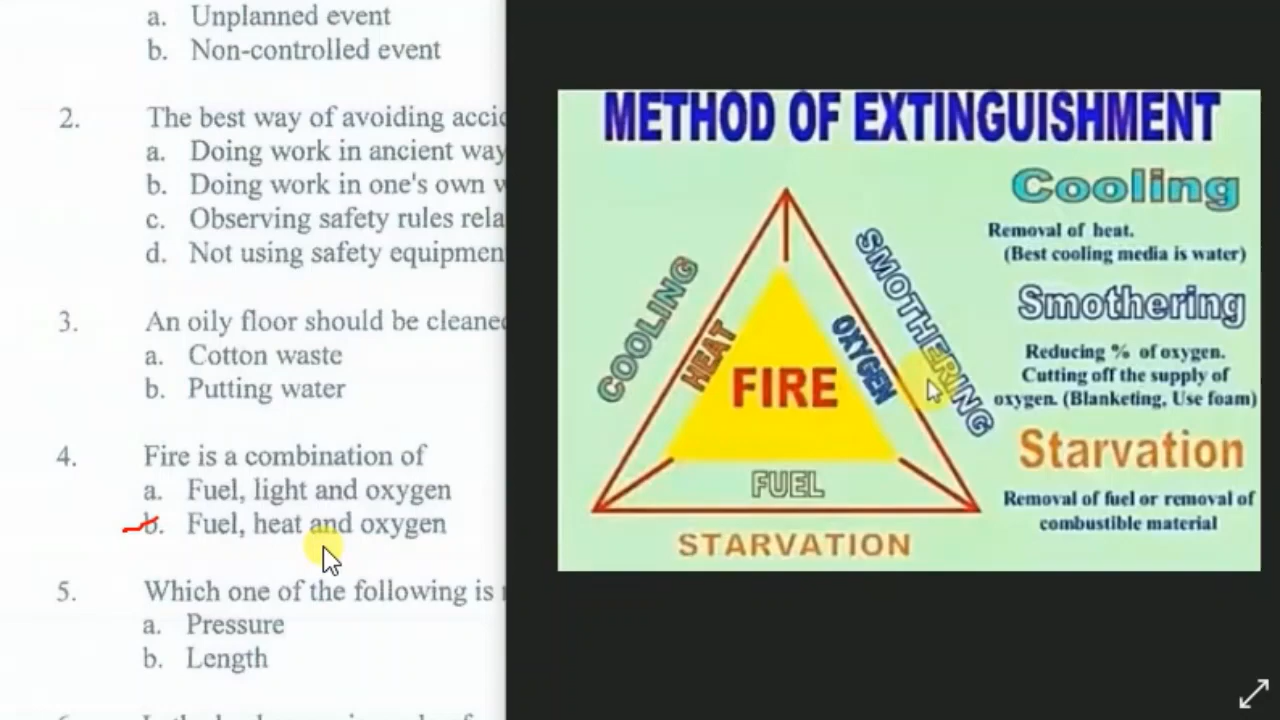 a. Unplanned event
b. Non-controlled event
2. The best way of avoiding
a. Doing work in ancient way
b. Doing work in one's own
c. Observing safety rules
d. Not using safety
3. An oily floor should be cleaned
a. Cotton waste
b. Putting water
4. Fire is a combination of
a. Fuel, light and oxygen
b. Fuel, heat and oxygen
5. Which one of the following is
a. Pressure
b. Length
METHOD OF EXTINGUISHMENT
COOLING
HEAT
FIRE
OXYGEN
SMOTHERING
FUEL
STARVATION
Cooling
Removal of heat.
(Best cooling media is water)
Smothering
Reducing % of oxygen.
Cutting off the supply of
oxygen. (Blanketing, Use foam)
Starvation
Removal of fuel or removal of
combustible material